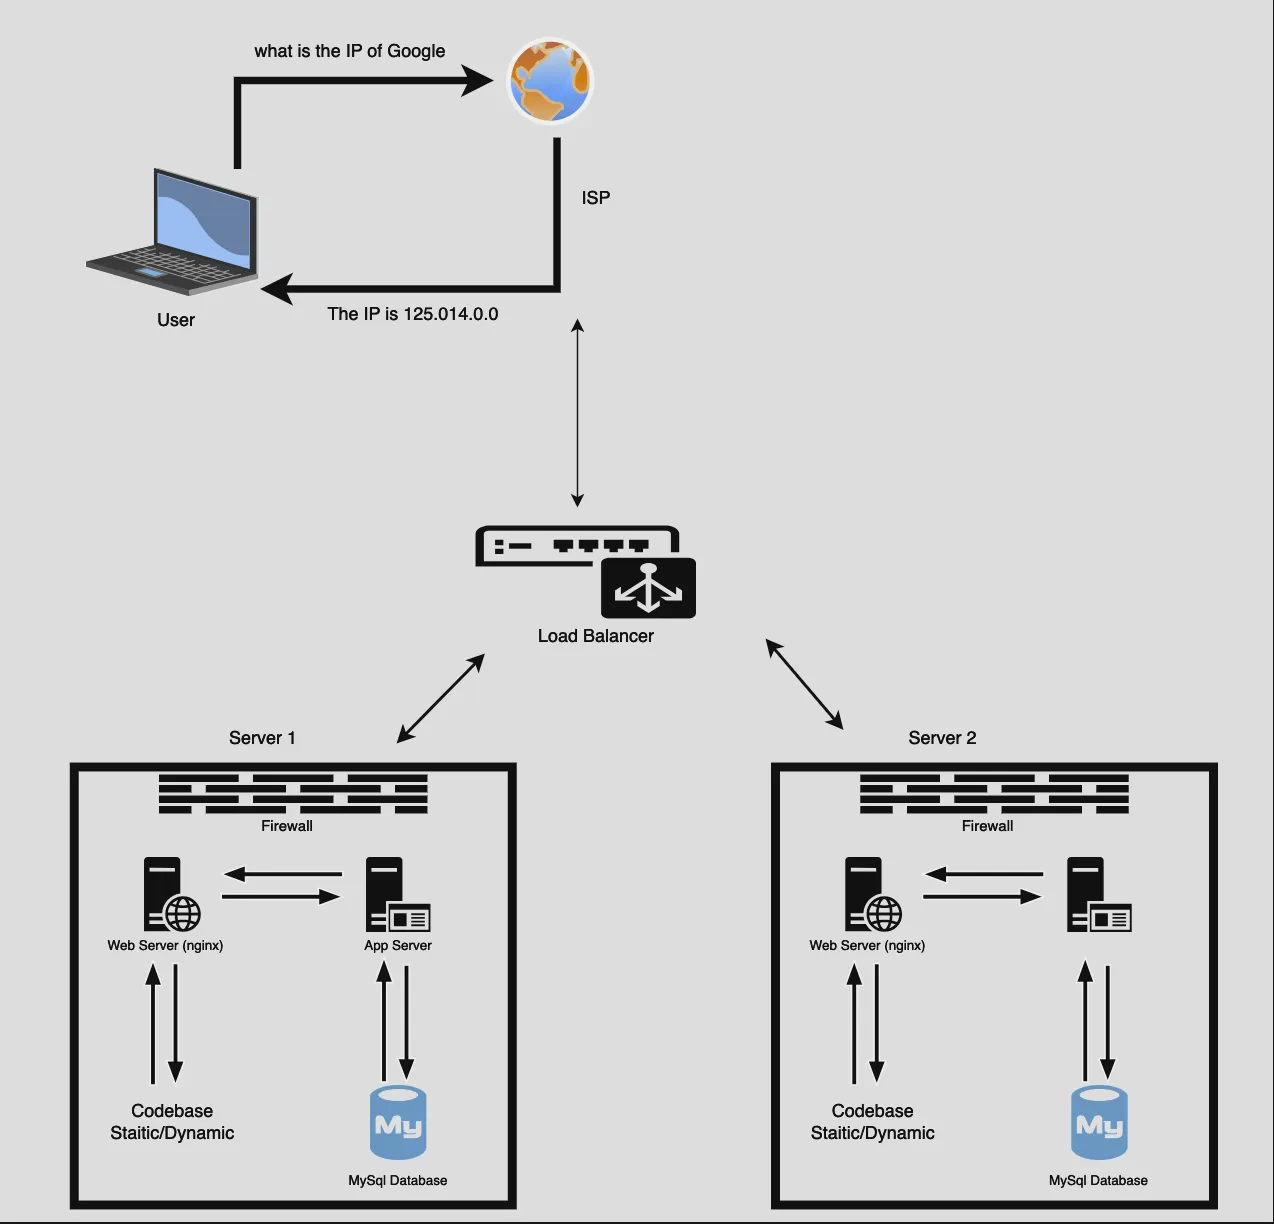 what is the IP of Google
ISP
The IP is 125.014.0.0
User
Load Balancer
Server 1
Server 2
Firewall
Firewall
Web Server (nginx)
App Server
Web Server (nginx)
Codebase
Staitic/Dynamic
My
MySql Database
Codebase
Staitic/Dynamic
My
MySql Database